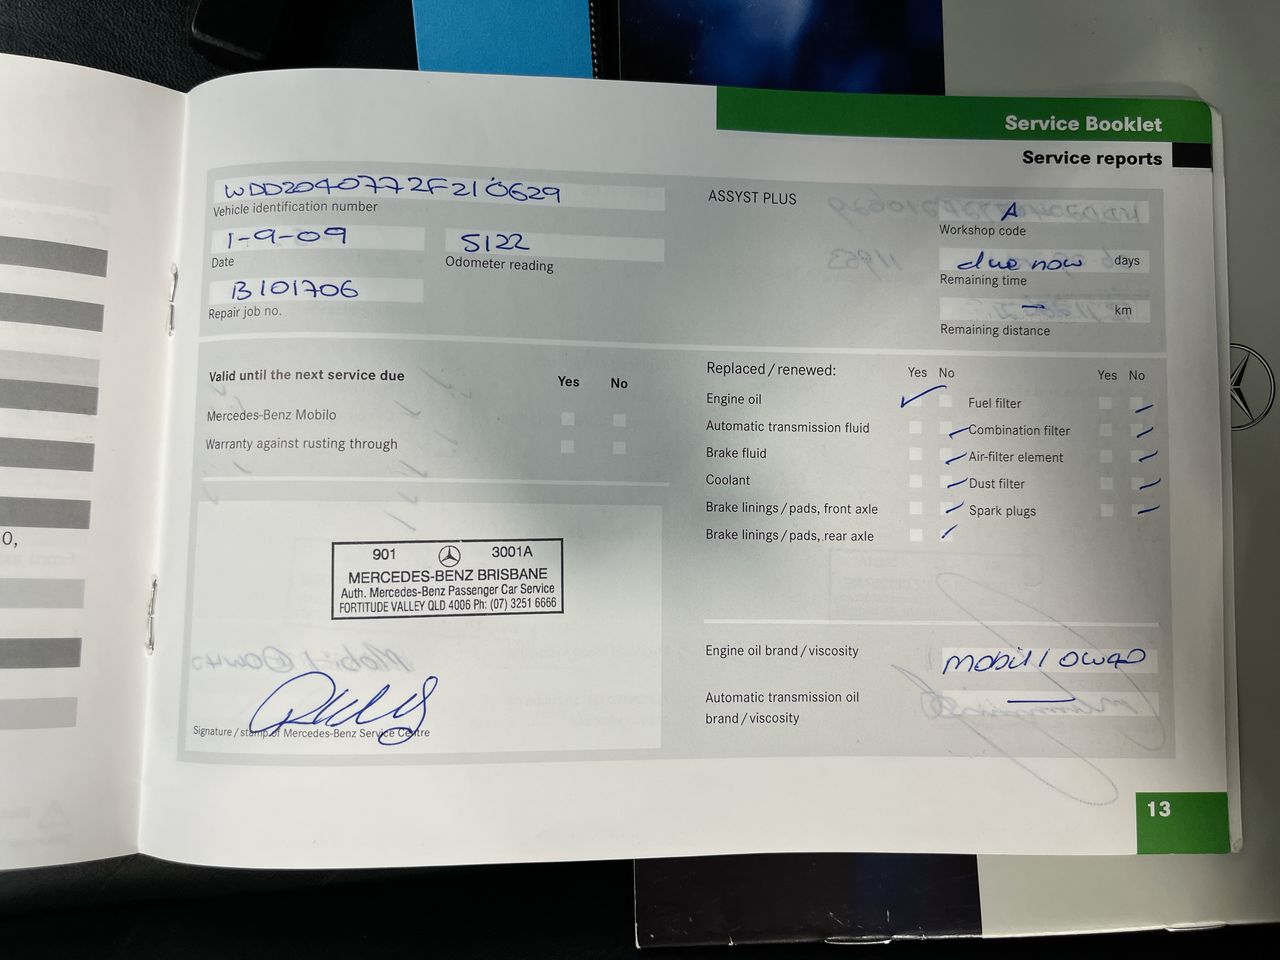 Service Booklet
Service reports
WDD2040772F210629
Vehicle identification number
1-9-09
Date
5122
Odometer reading
B101706
Repair job no.
ASSYST PLUS
A
Workshop code
due now days
Remaining time
– km
Remaining distance
Valid until the next service due Yes No
Mercedes-Benz Mobilo
Warranty against rusting through
Replaced / renewed: Yes No Yes No
Engine oil
Automatic transmission fluid
Brake fluid
Coolant
Brake linings / pads, front axle
Brake linings / pads, rear axle
Fuel filter
Combination filter
Air-filter element
Dust filter
Spark plugs
901 3001A
MERCEDES-BENZ BRISBANE
Auth. Mercedes-Benz Passenger Car Service
FORTITUDE VALLEY QLD 4006 Ph: (07) 3251 6666
Signature / stamp of Mercedes-Benz Service Centre
Engine oil brand / viscosity
mobil 1 0W40
Automatic transmission oil
brand / viscosity
13
0,